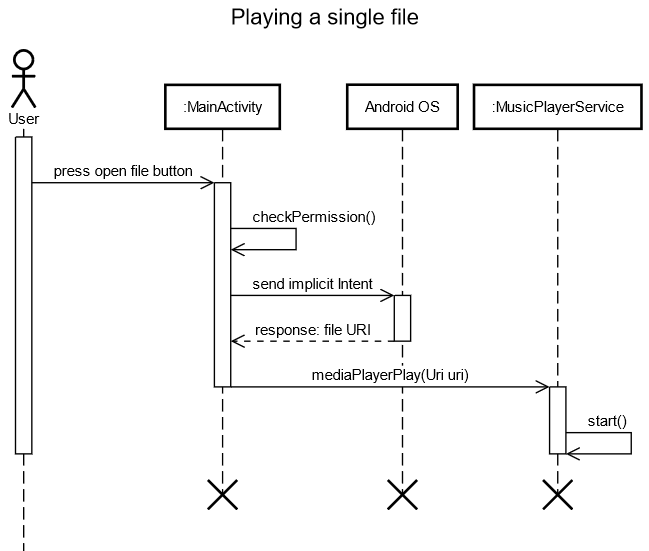 Playing a single file
User
:MainActivity
Android OS
:MusicPlayerService
press open file button
checkPermission()
send implicit Intent
response: file URI
mediaPlayerPlay(Uri uri)
start()